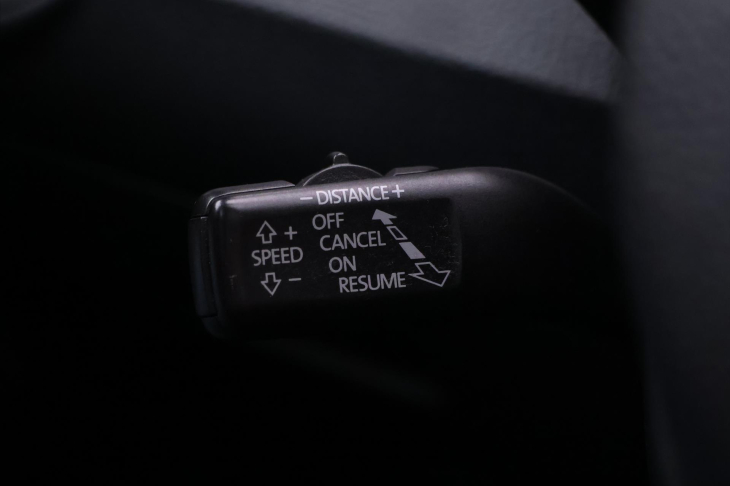 − DISTANCE +
OFF
+
CANCEL
SPEED
ON
−
RESUME